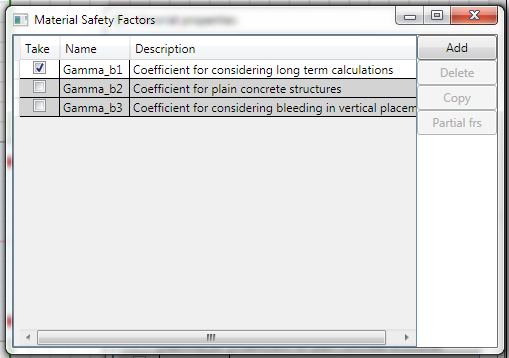 Material Safety Factors
Take Name Description
Gamma_b1 Coefficient for considering long term calculations
Gamma_b2 Coefficient for plain concrete structures
Gamma_b3 Coefficient for considering bleeding in vertical placem
Add
Delete
Copy
Partial frs